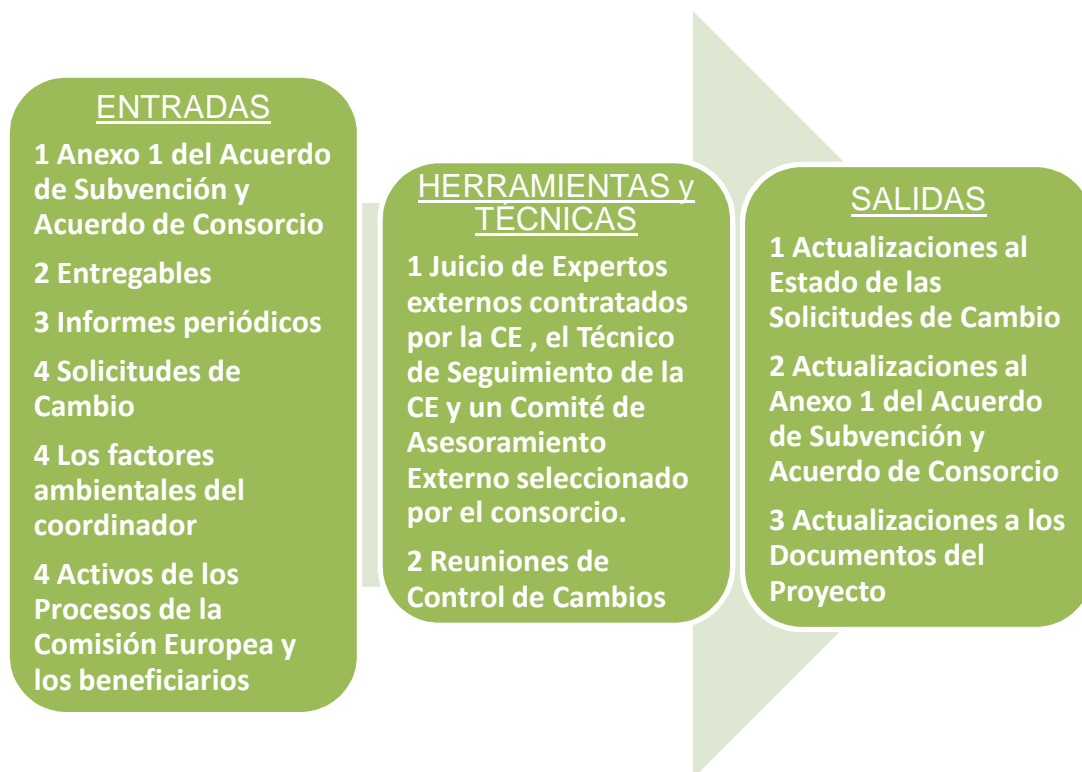 ENTRADAS
1 Anexo 1 del Acuerdo
de Subvención y
Acuerdo de Consorcio
2 Entregables
3 Informes periódicos
4 Solicitudes de
Cambio
4 Los factores
ambientales del
coordinador
4 Activos de los
Procesos de la
Comisión Europea y
los beneficiarios
HERRAMIENTAS y
TÉCNICAS
1 Juicio de Expertos
externos contratados
por la CE , el Técnico
de Seguimiento de la
CE y un Comité de
Asesoramiento
Externo seleccionado
por el consorcio.
2 Reuniones de
Control de Cambios
SALIDAS
1 Actualizaciones al
Estado de las
Solicitudes de Cambio
2 Actualizaciones al
Anexo 1 del Acuerdo
de Subvención y
Acuerdo de Consorcio
3 Actualizaciones a los
Documentos del
Proyecto